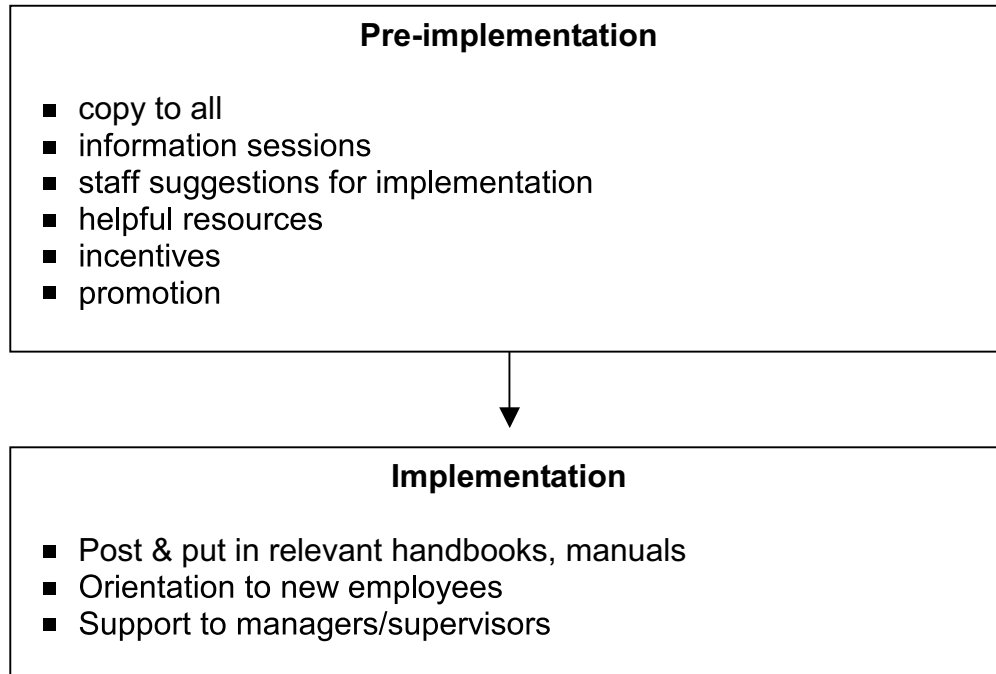 Pre-implementation
▪ copy to all
▪ information sessions
▪ staff suggestions for implementation
▪ helpful resources
▪ incentives
▪ promotion
Implementation
▪ Post & put in relevant handbooks, manuals
▪ Orientation to new employees
▪ Support to managers/supervisors